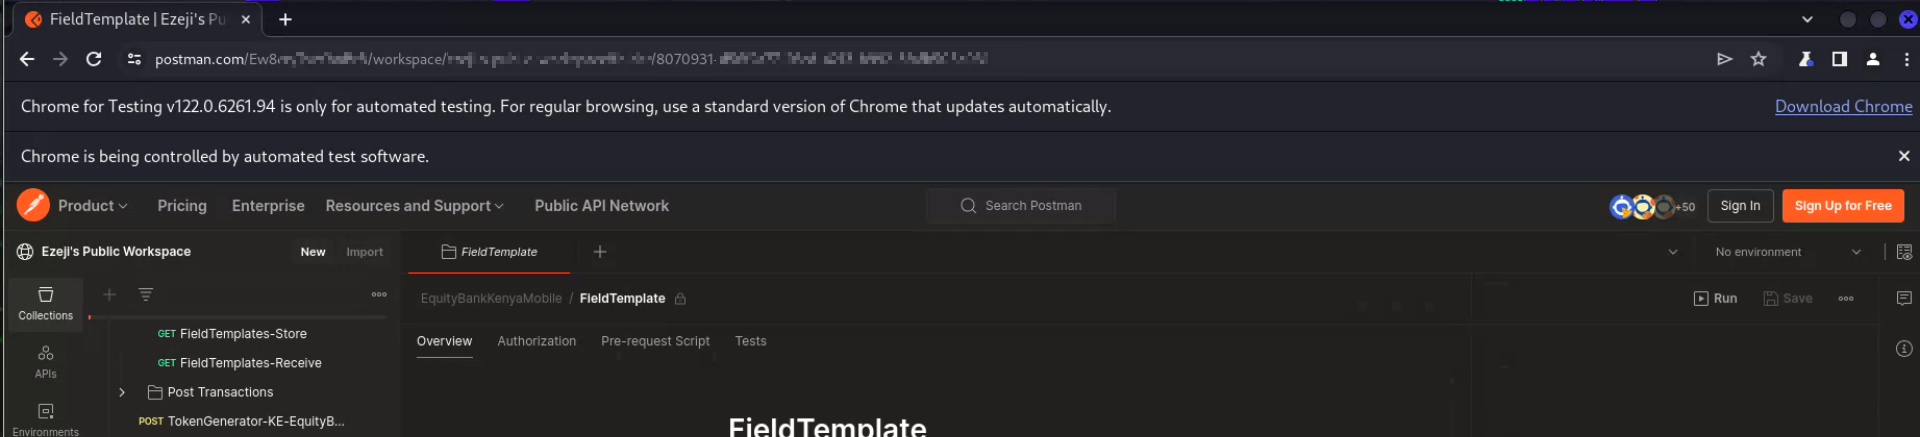 FieldTemplate | Ezeji's Pu
postman.com/Ew8 /workspace/ /8070931-
Chrome for Testing v122.0.6261.94 is only for automated testing. For regular browsing, use a standard version of Chrome that updates automatically. Download Chrome
Chrome is being controlled by automated test software.
Product Pricing Enterprise Resources and Support Public API Network Search Postman +50 Sign In Sign Up for Free
Ezeji's Public Workspace New Import FieldTemplate No environment
EquityBankKenyaMobile / FieldTemplate Run Save
Collections
GET FieldTemplates-Store
Overview Authorization Pre-request Script Tests
GET FieldTemplates-Receive
APIs
Post Transactions
POST TokenGenerator-KE-EquityB...
FieldTemplate
Environments